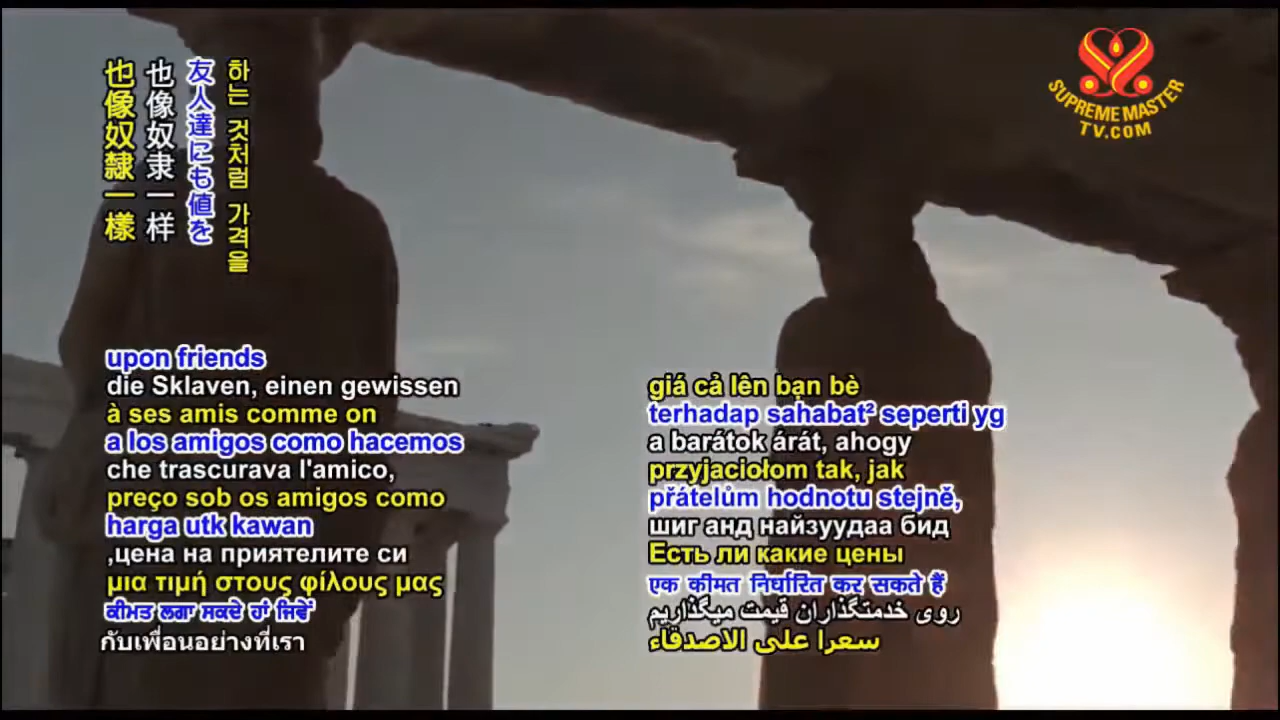 也像奴隸一樣
也像奴隶一样
友人達にも値を
하는 것처럼 가격을
SUPREME MASTER
TV.COM
upon friends
die Sklaven, einen gewissen
à ses amis comme on
a los amigos como hacemos
che trascurava l'amico,
preço sob os amigos como
harga utk kawan
,цена на приятелите си
μια τιμή στους φίλους μας
ਕੀਮਤ ਲਗਾ ਸਕਦੇ ਹਾਂ ਜਿਵੇਂ
กับเพื่อนอย่างที่เรา
giá cả lên bạn bè
terhadap sahabat² seperti yg
a barátok árát, ahogy
przyjaciołom tak, jak
přátelům hodnotu stejně,
шиг анд найзуудаа бид
Есть ли какие цены
एक कीमत निर्धारित कर सकते हैं
روی خدمتگذاران قیمت میگذاریم
سعرا على الاصدقاء